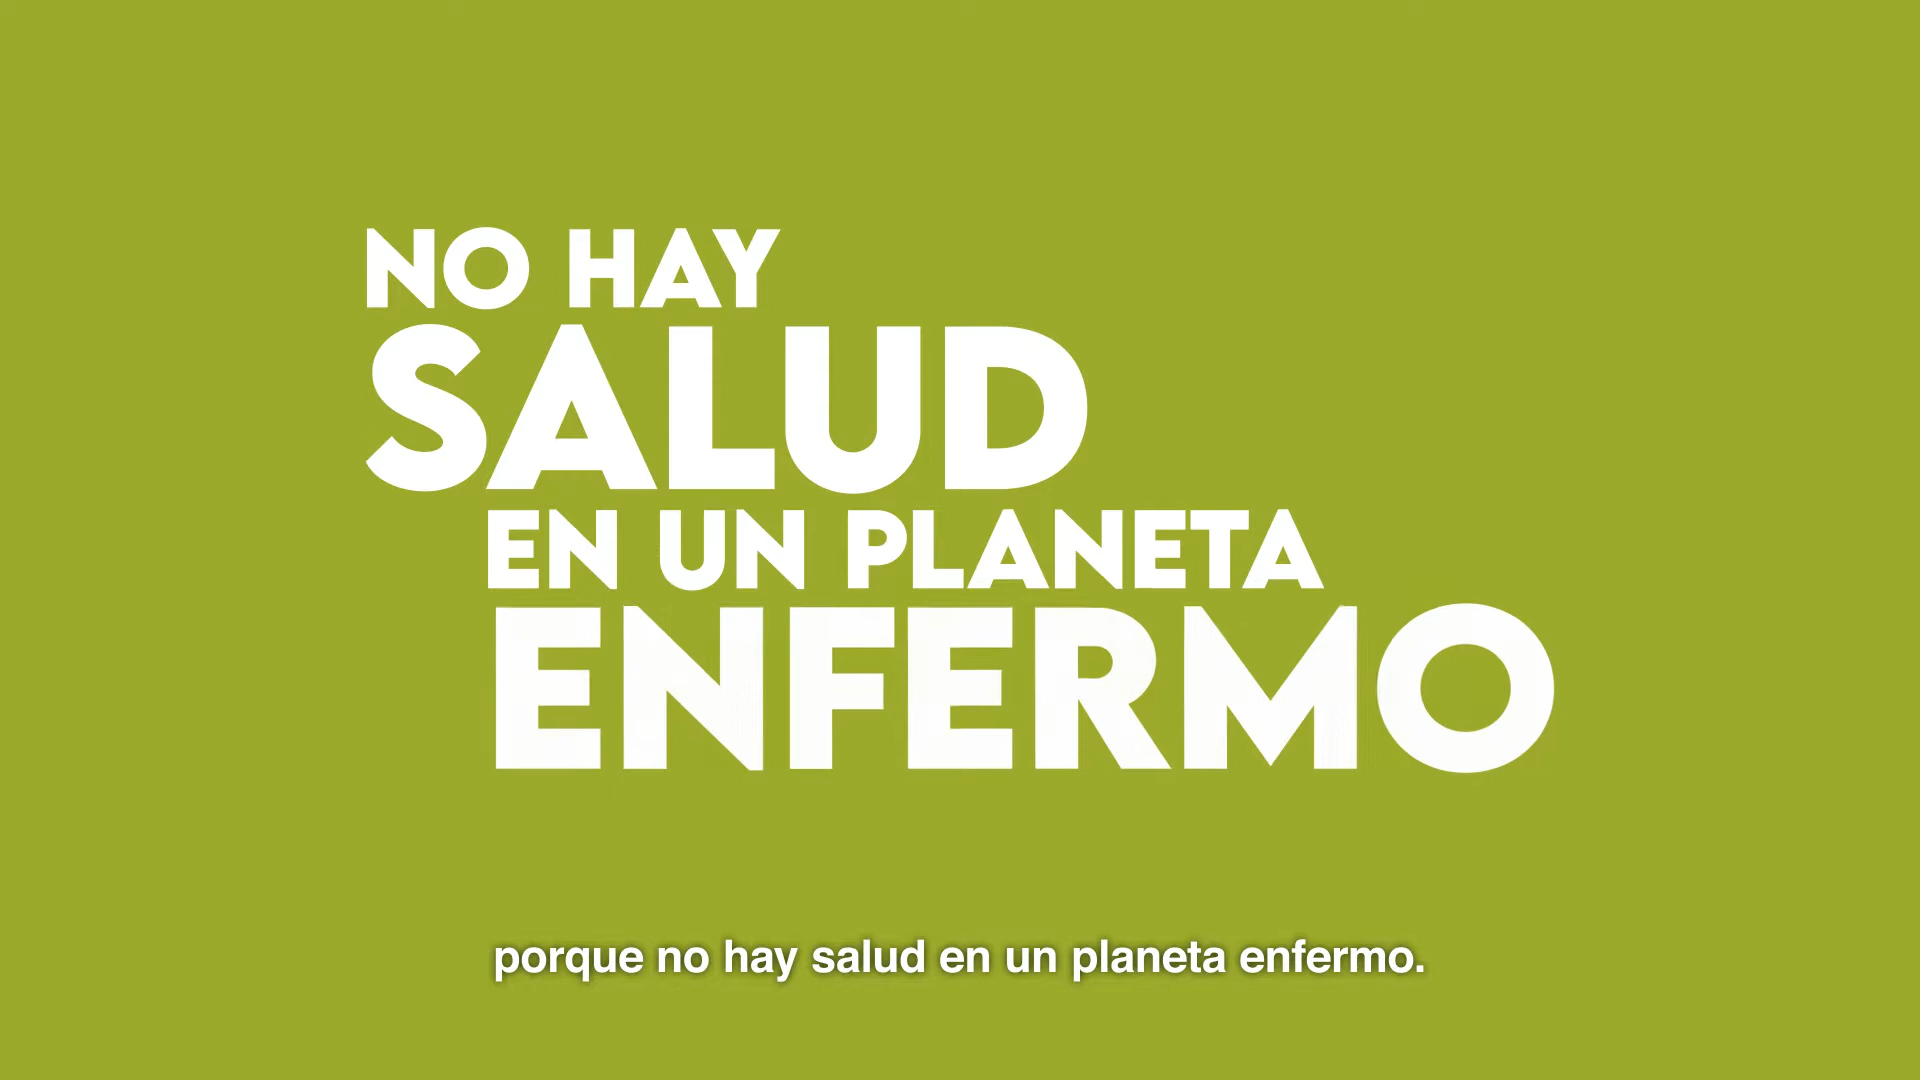 NO HAY
SALUD
EN UN PLANETA
ENFERMO
porque no hay salud en un planeta enfermo.